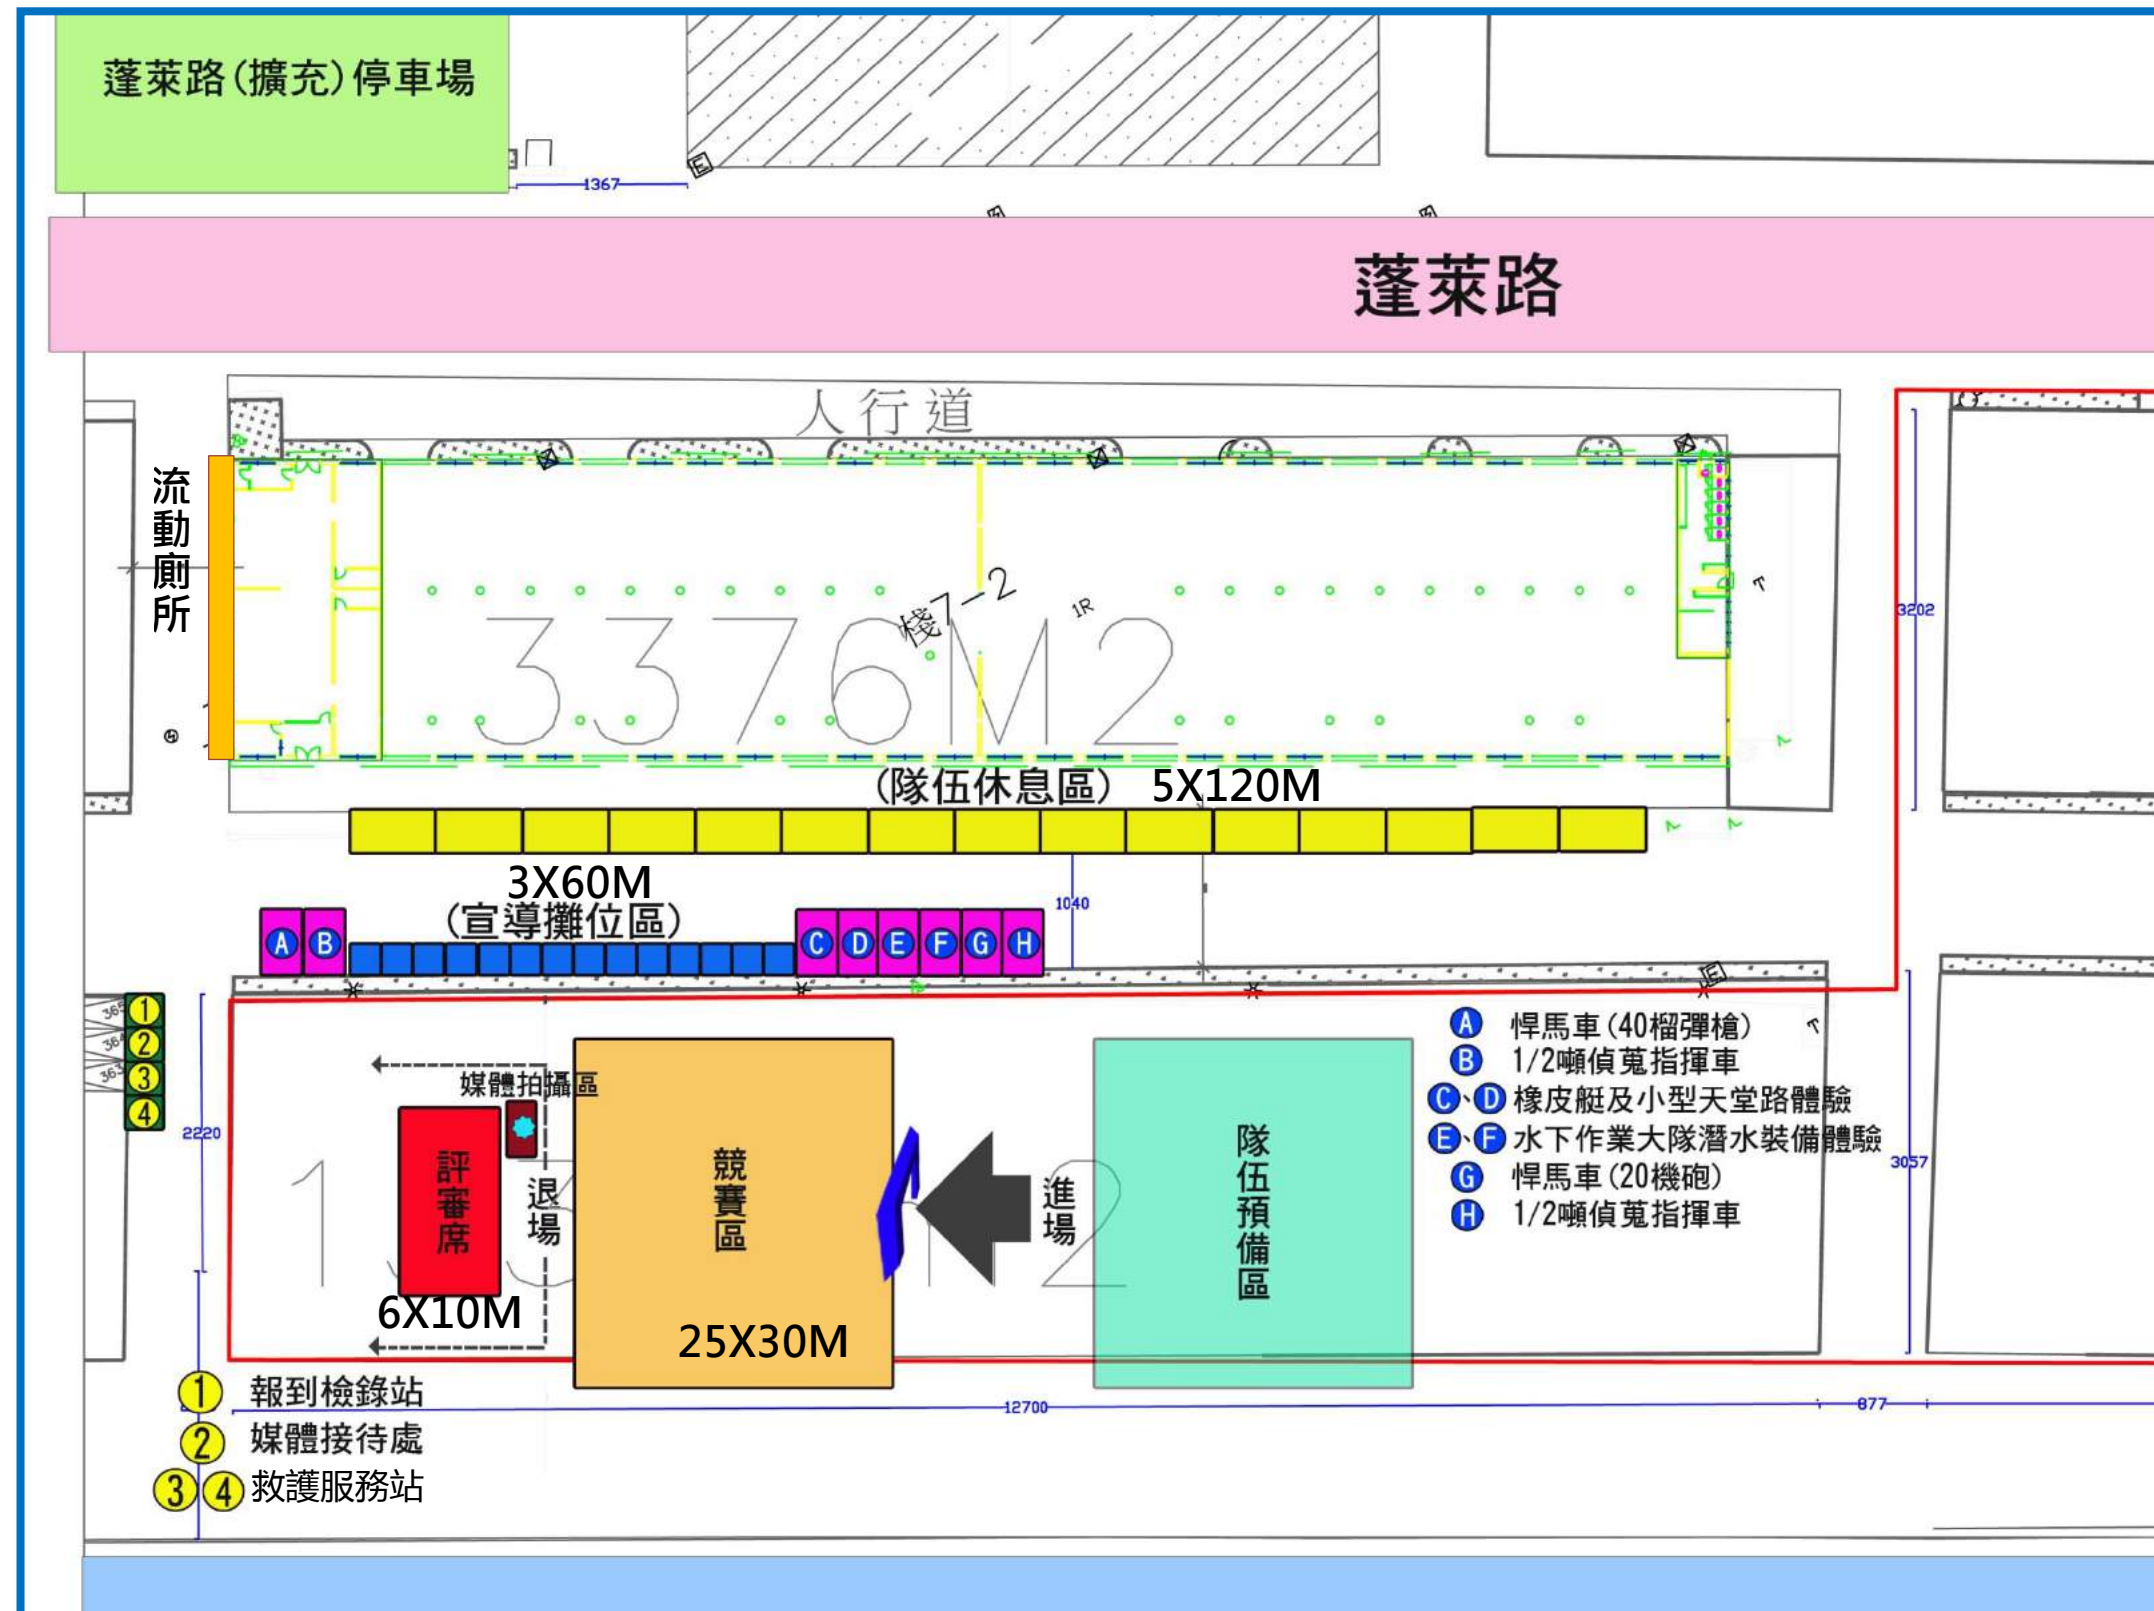 蓬萊路(擴充)停車場
1367
蓬萊路
人行道
流動廁所
棧7-2
1R
3376M2
3202
(隊伍休息區) 5X120M
3X60M
(宣導攤位區)
1040
A B C D E F G H
365
364
363
1
2
3
4
2220
媒體拍攝區
評審席
6X10M
退場
競賽區
25X30M
進場
隊伍預備區
A 悍馬車(40榴彈槍)
B 1/2噸偵蒐指揮車
C、D 橡皮艇及小型天堂路體驗
E、F 水下作業大隊潛水裝備體驗
G 悍馬車(20機砲)
H 1/2噸偵蒐指揮車
3057
1 報到檢錄站
2 媒體接待處
3 4 救護服務站
12700
877